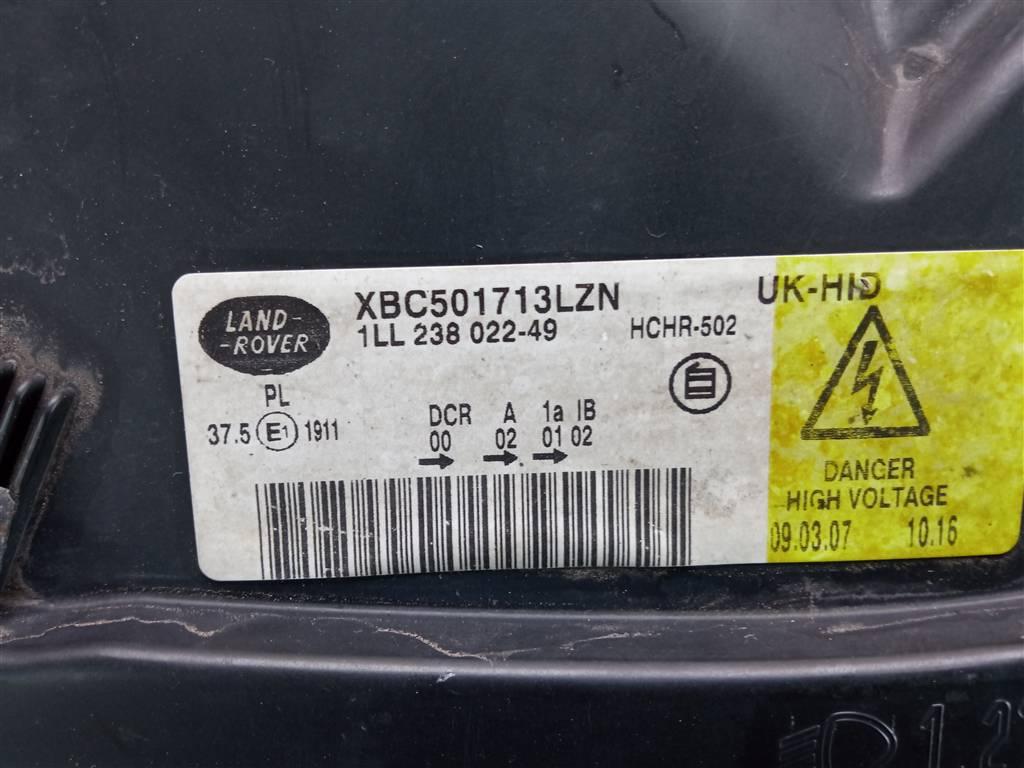 LAND-
-ROVER
XBC501713LZN
1LL 238 022-49
HCHR-502
UK-HID
PL
37.5 E1 1911
DCR A 1a IB
00 02 01 02
DANGER
HIGH VOLTAGE
09.03.07 10.16
12